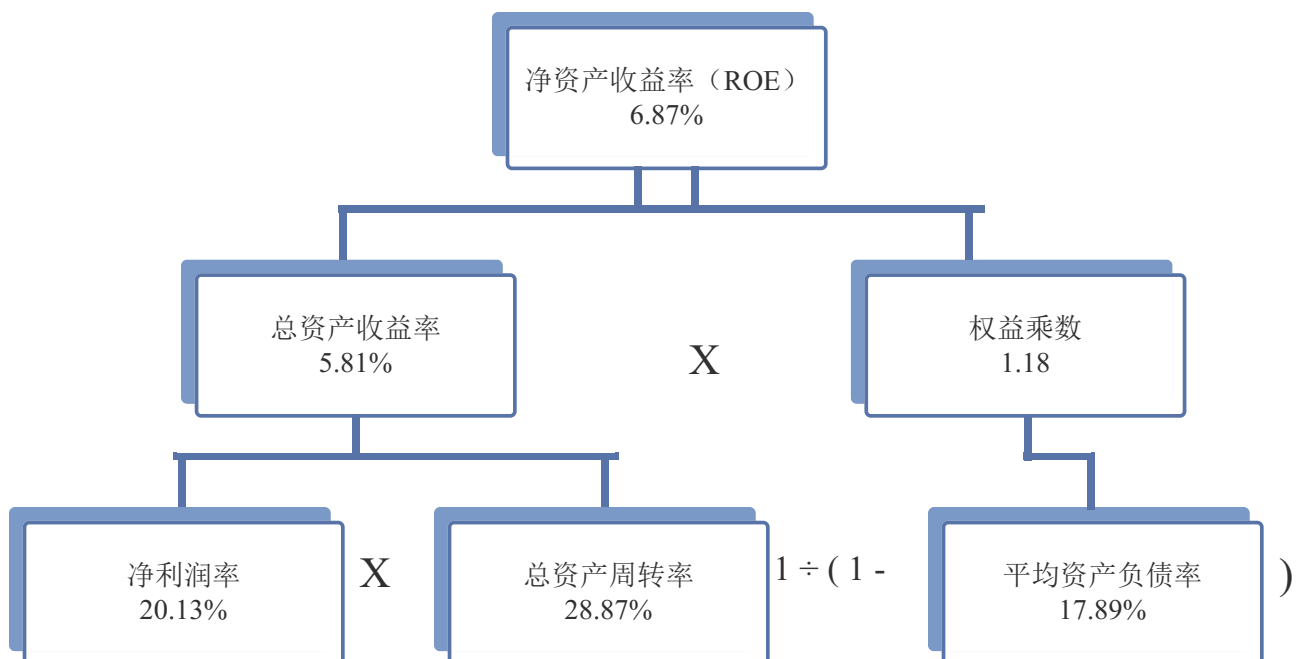 净资产收益率（ROE）
6.87%
总资产收益率
5.81%
X
权益乘数
1.18
净利润率
20.13%
X
总资产周转率
28.87%
1 ÷ ( 1 -
平均资产负债率
17.89%
)